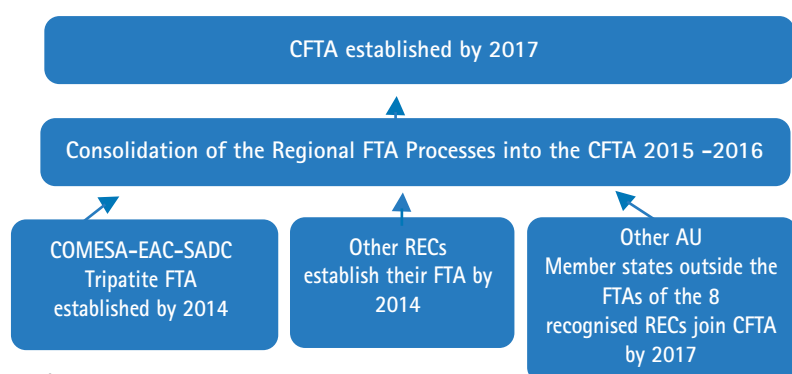 CFTA established by 2017
Consolidation of the Regional FTA Processes into the CFTA 2015 -2016
COMESA-EAC-SADC
Tripatite FTA
established by 2014
Other RECs
establish their FTA by
2014
Other AU
Member states outside the
FTAs of the 8
recognised RECs join CFTA
by 2017